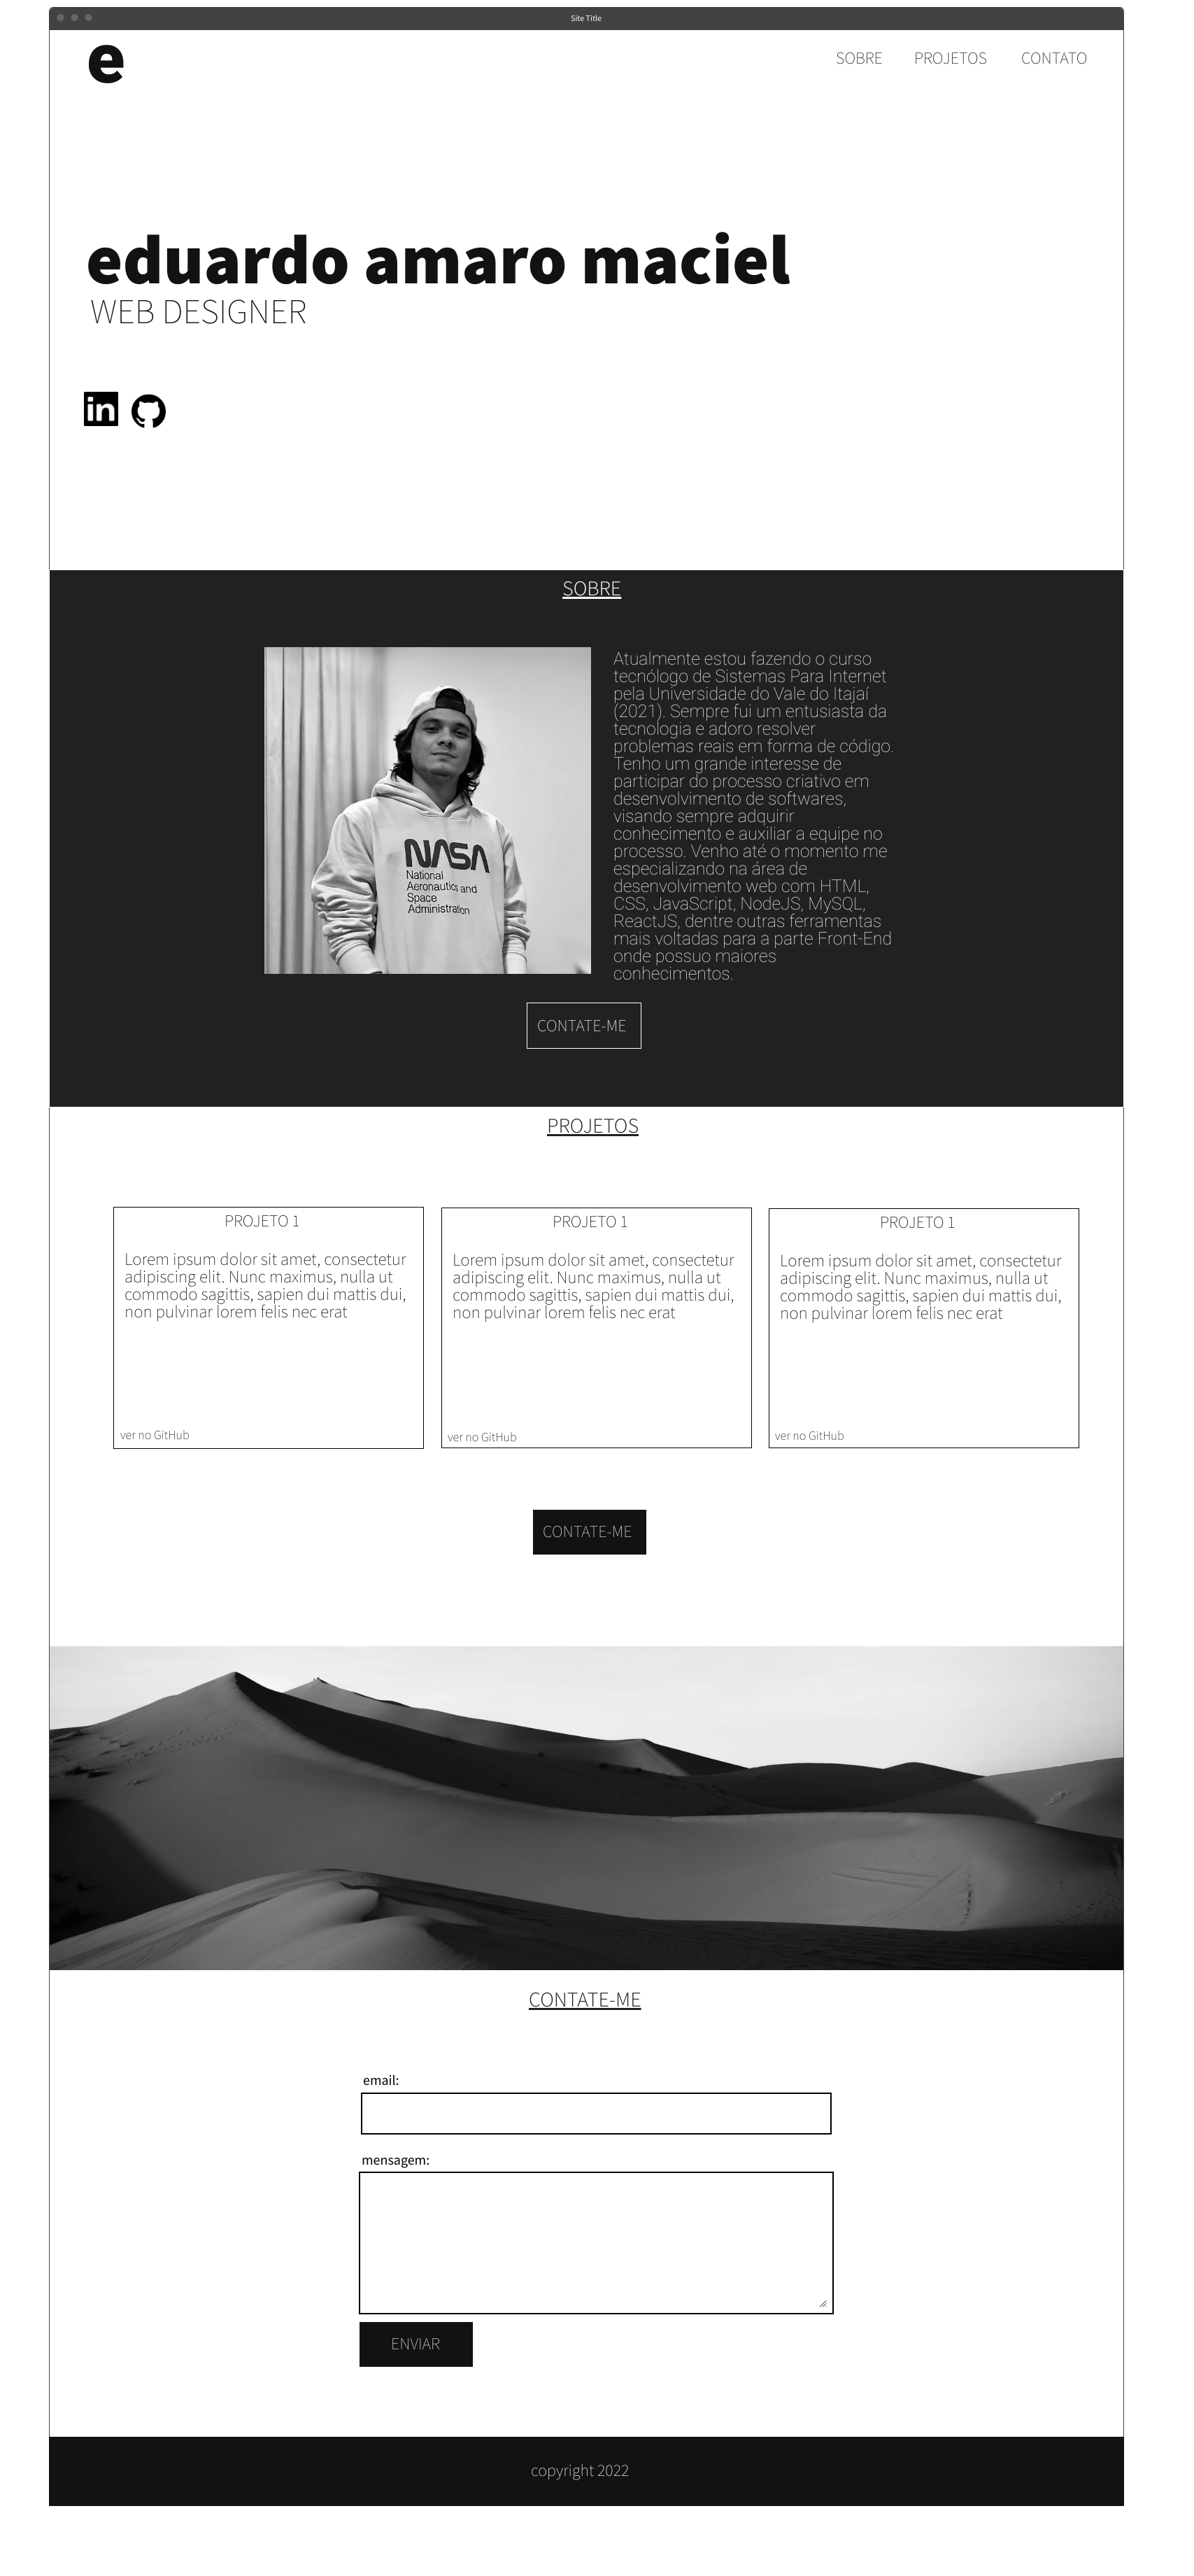 Site Title
e
SOBRE PROJETOS CONTATO
eduardo amaro maciel
WEB DESIGNER
in
SOBRE
Atualmente estou fazendo o curso
tecnólogo de Sistemas Para Internet
pela Universidade do Vale do Itajaí
(2021). Sempre fui um entusiasta da
tecnologia e adoro resolver
problemas reais em forma de código.
Tenho um grande interesse de
participar do processo criativo em
desenvolvimento de softwares,
visando sempre adquirir
conhecimento e auxiliar a equipe no
processo. Venho até o momento me
especializando na área de
desenvolvimento web com HTML,
CSS, JavaScript, NodeJS, MySQL,
ReactJS, dentre outras ferramentas
mais voltadas para a parte Front-End
onde possuo maiores
conhecimentos.
NASA
National
Aeronautics and
Space
Administration
CONTATE-ME
PROJETOS
PROJETO 1
Lorem ipsum dolor sit amet, consectetur
adipiscing elit. Nunc maximus, nulla ut
commodo sagittis, sapien dui mattis dui,
non pulvinar lorem felis nec erat
ver no GitHub
PROJETO 1
Lorem ipsum dolor sit amet, consectetur
adipiscing elit. Nunc maximus, nulla ut
commodo sagittis, sapien dui mattis dui,
non pulvinar lorem felis nec erat
ver no GitHub
PROJETO 1
Lorem ipsum dolor sit amet, consectetur
adipiscing elit. Nunc maximus, nulla ut
commodo sagittis, sapien dui mattis dui,
non pulvinar lorem felis nec erat
ver no GitHub
CONTATE-ME
CONTATE-ME
email:
mensagem:
ENVIAR
copyright 2022